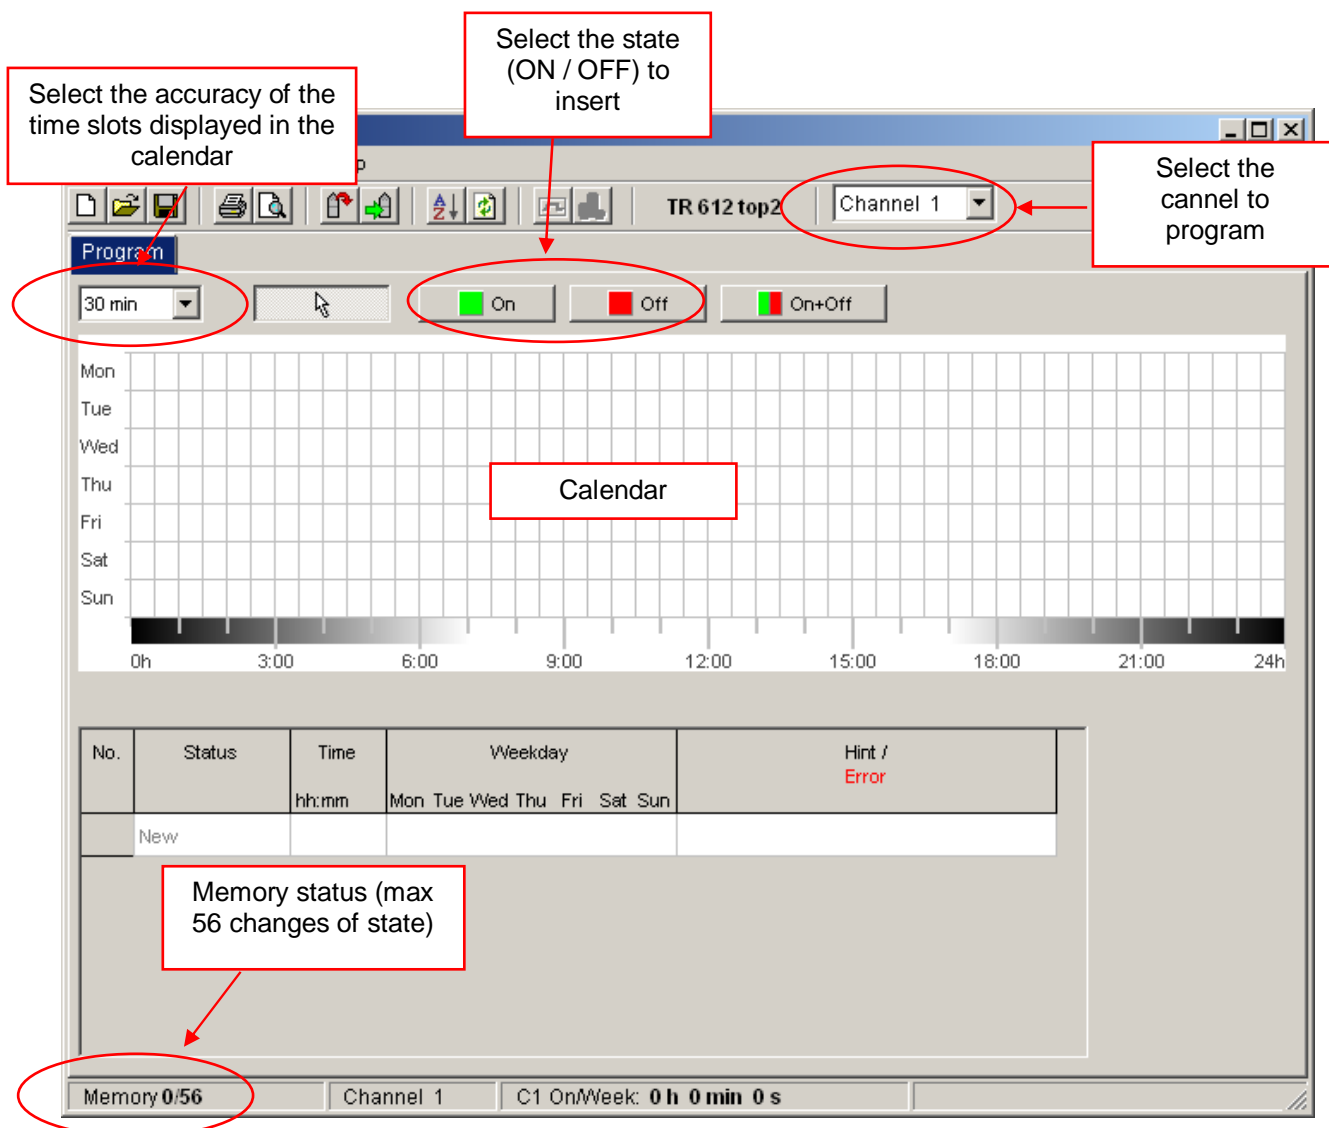 Select the state
(ON / OFF) to
insert
Select the accuracy of the
time slots displayed in the
calendar
p
Select the
cannel to
program
TR 612 top2
Channel 1
Program
30 min
On
Off
On+Off
Mon
Tue
Wed
Thu
Fri
Sat
Sun
Calendar
0h 3:00 6:00 9:00 12:00 15:00 18:00 21:00 24h
No. Status Time Weekday Hint /
Error
hh:mm Mon Tue Wed Thu Fri Sat Sun
New
Memory status (max
56 changes of state)
Memory 0/56 Channel 1 C1 On/Week: 0 h 0 min 0 s